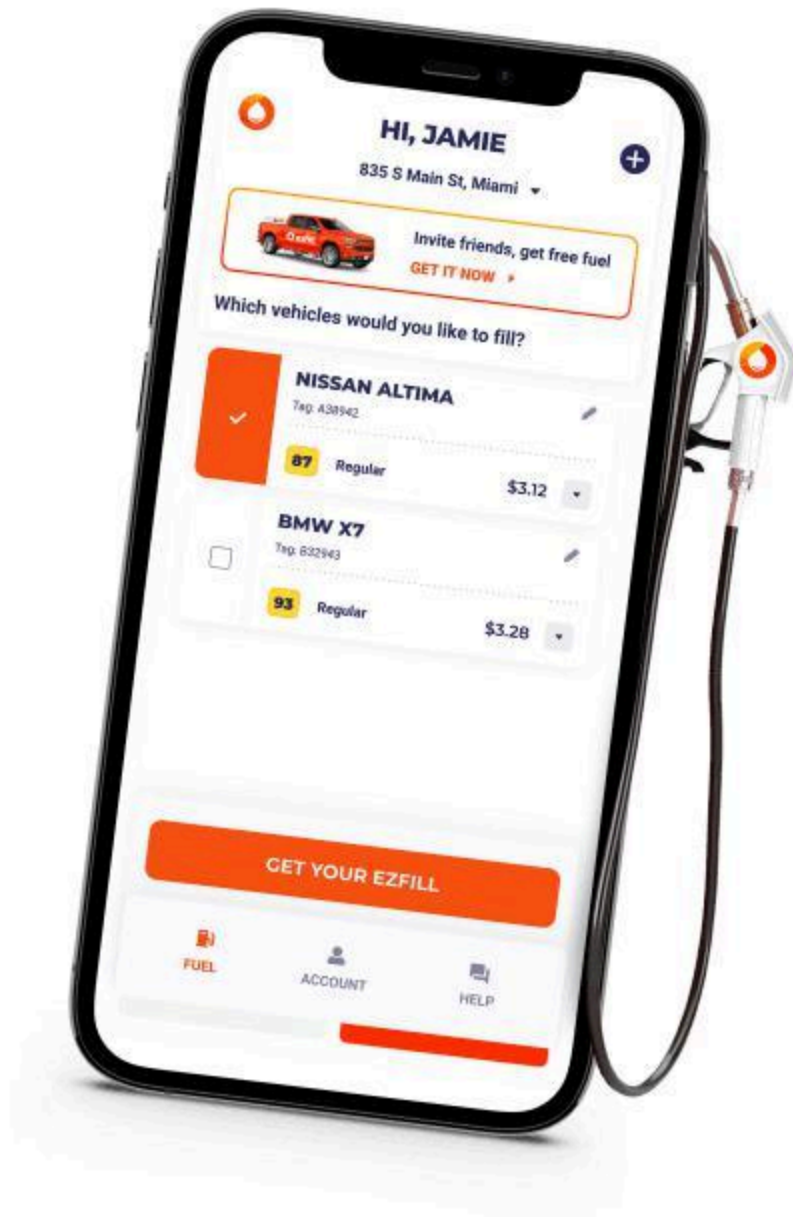 HI, JAMIE
835 S Main St, Miami
Invite friends, get free fuel
GET IT NOW
Which vehicles would you like to fill?
NISSAN ALTIMA
Tag: A38942
87 Regular $3.12
BMW X7
Tag: B32943
93 Regular $3.28
GET YOUR EZFILL
FUEL ACCOUNT HELP